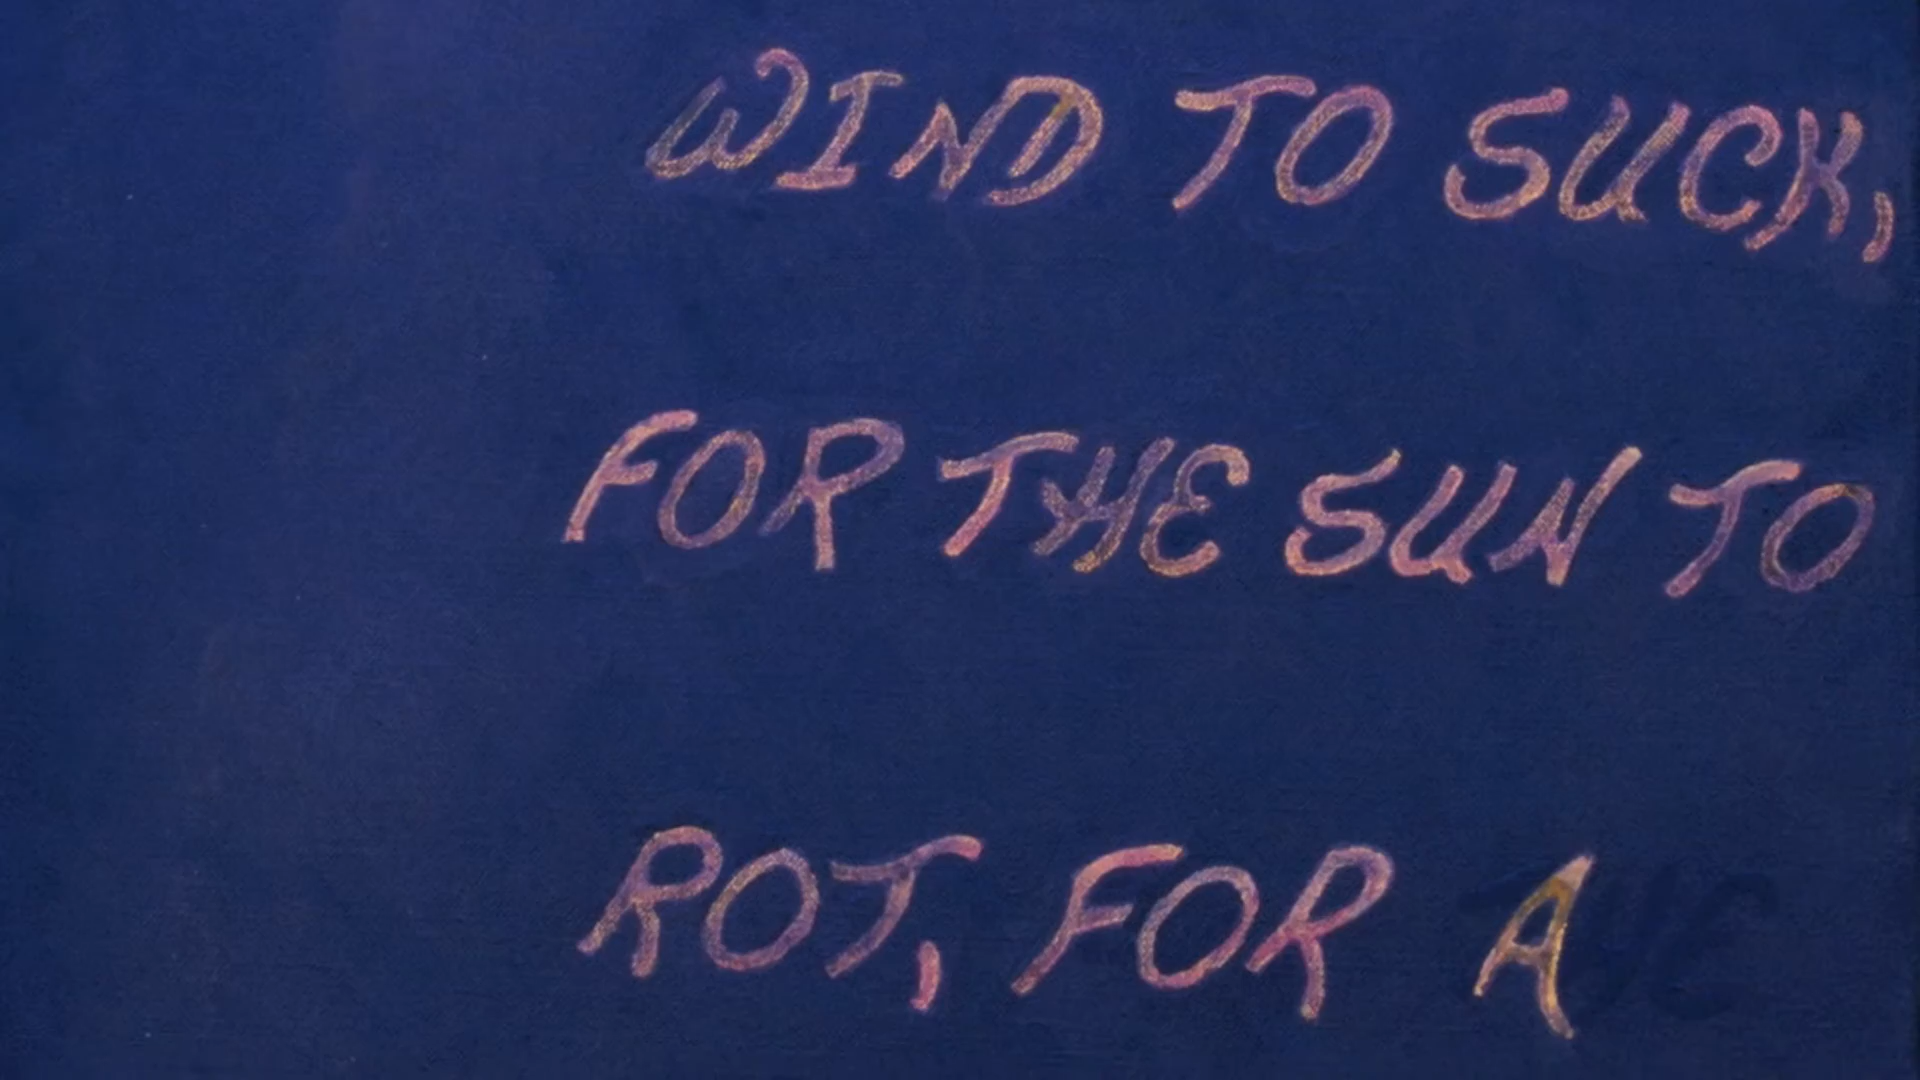 WIND TO SUCK,
FOR THE SUN TO
ROT, FOR A